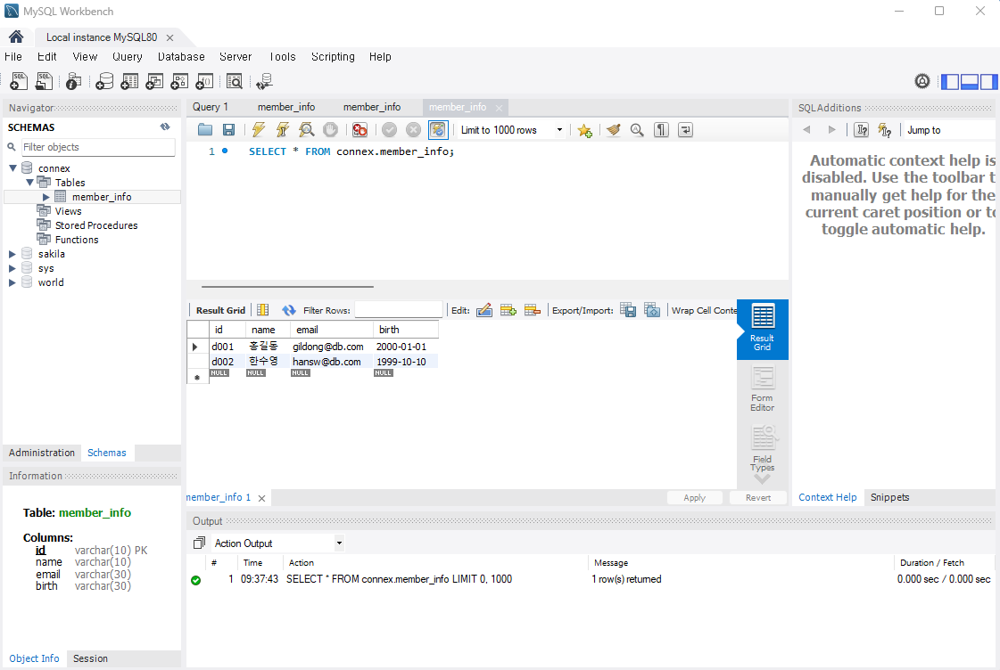 MySQL Workbench
Local instance MySQL80
File Edit View Query Database Server Tools Scripting Help
Navigator
SCHEMAS
Filter objects
connex
Tables
member_info
Views
Stored Procedures
Functions
sakila
sys
world
Administration Schemas
Information
Table: member_info
Columns:
id varchar(10) PK
name varchar(10)
email varchar(30)
birth varchar(30)
Object Info Session
Query 1 member_info member_info member_info
Limit to 1000 rows
1 SELECT * FROM connex.member_info;
Result Grid Filter Rows: Edit: Export/Import: Wrap Cell Conte
id name email birth
d001 홍길동 gildong@db.com 2000-01-01
d002 한수영 hansw@db.com 1999-10-10
NULL NULL NULL NULL
Result
Grid
Form
Editor
Field
Types
member_info 1 Apply Revert
SQLAdditions
Jump to
Automatic context help is
disabled. Use the toolbar t
manually get help for the
current caret position or to
toggle automatic help.
Context Help Snippets
Output
Action Output
# Time Action Message Duration / Fetch
1 09:37:43 SELECT * FROM connex.member_info LIMIT 0, 1000 1 row(s) returned 0.000 sec / 0.000 sec